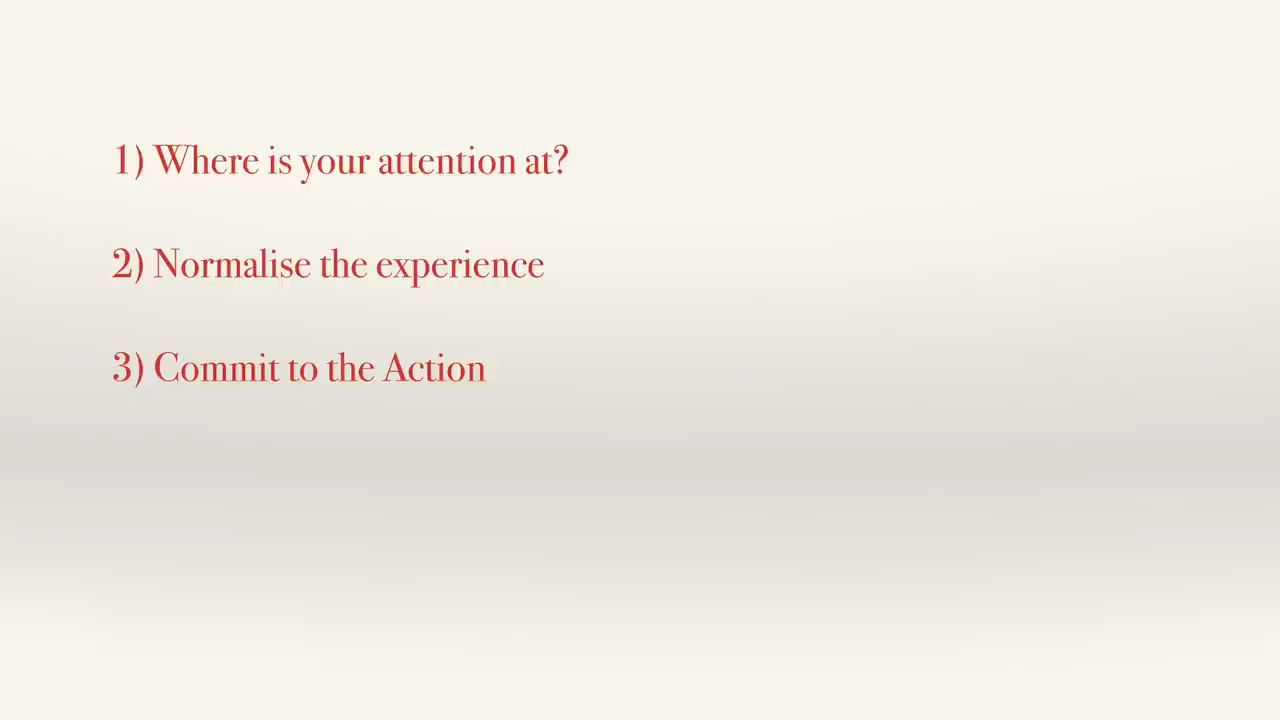 1) Where is your attention at?
2) Normalise the experience
3) Commit to the Action